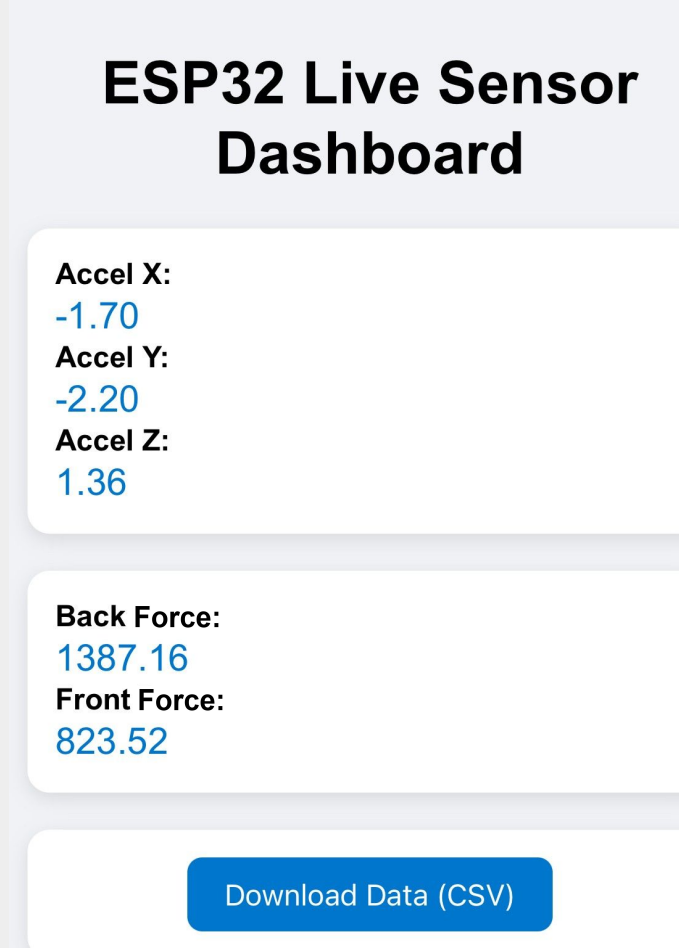 ESP32 Live Sensor
Dashboard
Accel X:
-1.70
Accel Y:
-2.20
Accel Z:
1.36
Back Force:
1387.16
Front Force:
823.52
Download Data (CSV)